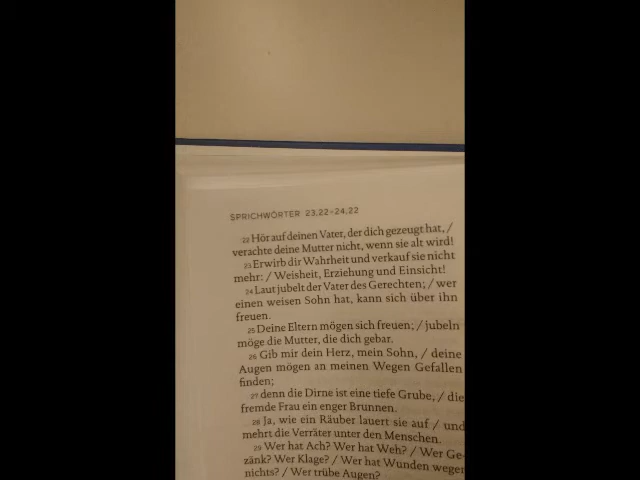 SPRICHWÖRTER 23,22–24,22
22 Hör auf deinen Vater, der dich gezeugt hat, /
verachte deine Mutter nicht, wenn sie alt wird!
23 Erwirb dir Wahrheit und verkauf sie nicht
mehr: / Weisheit, Erziehung und Einsicht!
24 Laut jubelt der Vater des Gerechten; / wer
einen weisen Sohn hat, kann sich über ihn
freuen.
25 Deine Eltern mögen sich freuen; / jubeln
möge die Mutter, die dich gebar.
26 Gib mir dein Herz, mein Sohn, / deine
Augen mögen an meinen Wegen Gefallen
finden;
27 denn die Dirne ist eine tiefe Grube, / die
fremde Frau ein enger Brunnen.
28 Ja, wie ein Räuber lauert sie auf / und
mehrt die Verräter unter den Menschen.
29 Wer hat Ach? Wer hat Weh? / Wer Ge-
zänk? Wer Klage? / Wer hat Wunden wegen
nichts? / Wer trübe Augen?